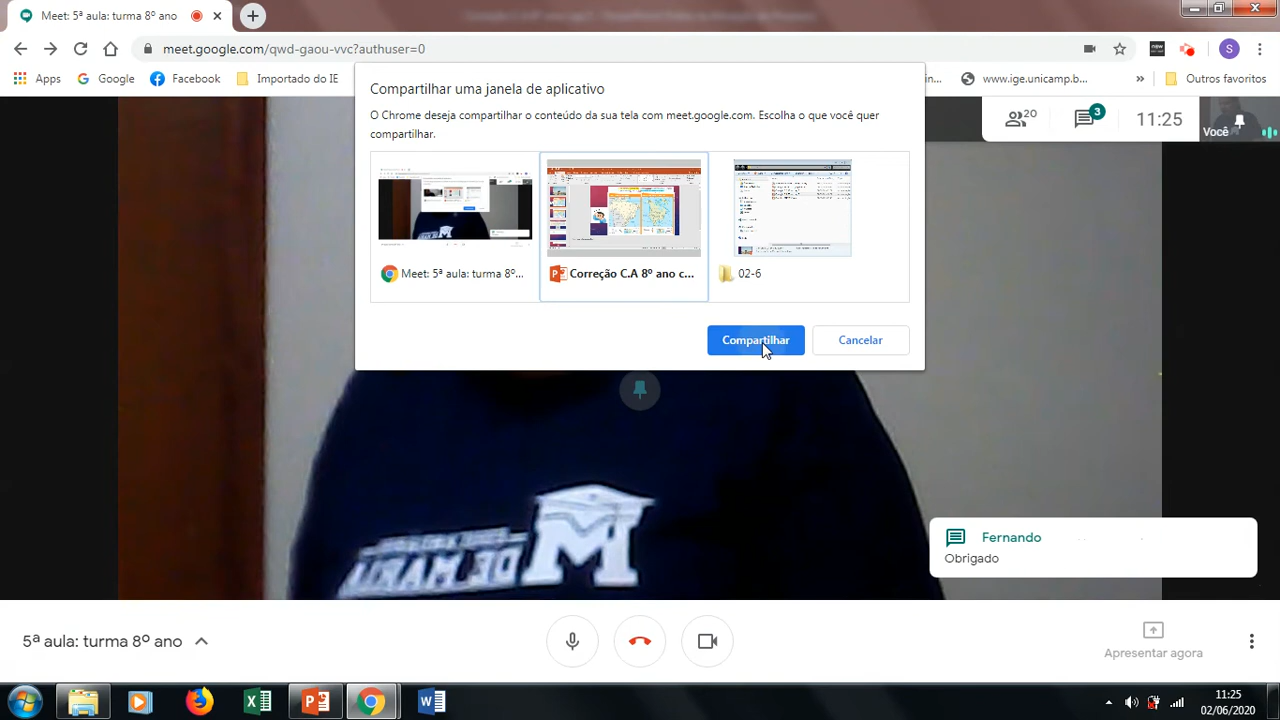 Meet: 5ª aula: turma 8º ano
meet.google.com/qwd-gaou-vvc?authuser=0
S
Apps
Google
Facebook
Importado do IE
in...
www.ige.unicamp.b...
»
Outros favoritos
Compartilhar uma janela de aplicativo
O Chrome deseja compartilhar o conteúdo da sua tela com meet.google.com. Escolha o que você quer
compartilhar.
Meet: 5ª aula: turma 8º...
Correção C.A 8º ano c...
02-6
Compartilhar
Cancelar
20
3
11:25
Você
Fernando
Obrigado
5ª aula: turma 8º ano
Apresentar agora
11:25
02/06/2020